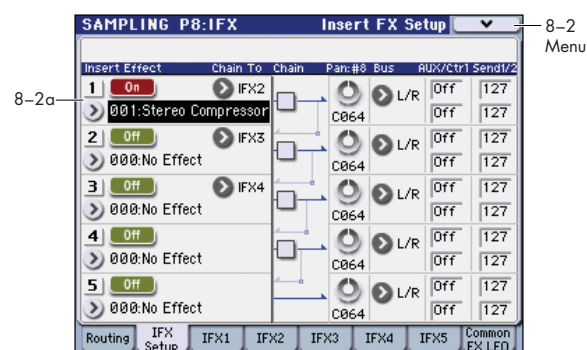 SAMPLING P8:IFX Insert FX Setup
8–2
Menu
Insert Effect Chain To Chain Pan:#8 Bus AUX/Ctrl Send1/2
8–2a
1 On IFX2 L/R Off 127
001:Stereo Compressor C064 Off 127
2 Off IFX3 L/R Off 127
000:No Effect C064 Off 127
3 Off IFX4 L/R Off 127
000:No Effect C064 Off 127
4 Off L/R Off 127
000:No Effect C064 Off 127
5 Off L/R Off 127
000:No Effect C064 Off 127
Routing IFX Setup IFX1 IFX2 IFX3 IFX4 IFX5 Common FX LFO